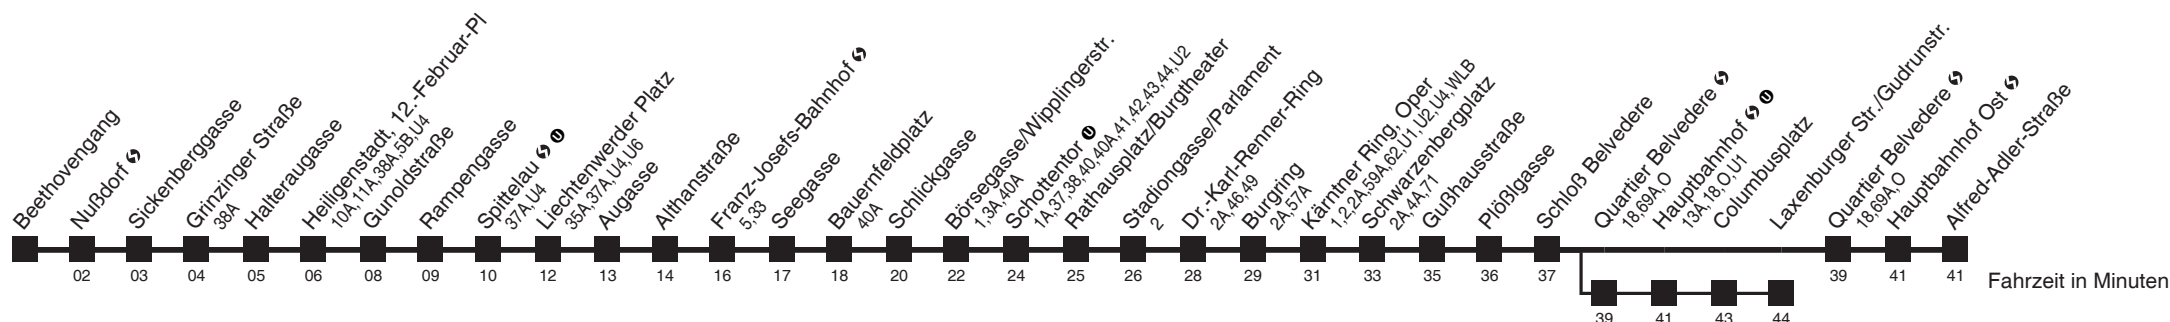 Beethovengang
Nußdorf
02
Sickenberggasse
03
Grinzinger Straße
38A
04
Halteraugasse
05
Heiligenstadt, 12.-Februar-Pl
10A,11A,38A,5B,U4
06
Gunoldstraße
08
Rampengasse
09
Spittelau U
37A,U4
10
Liechtenwerder Platz
35A,37A,U4,U6
12
Augasse
13
Althanstraße
14
Franz-Josefs-Bahnhof
5,33
16
Seegasse
17
Bauernfeldplatz
40A
18
Schlickgasse
20
Börsegasse/Wipplingerstr.
1,3A,40A
22
Schottentor U
1A,37,38,40,40A,41,42,43,44,U2
24
Rathausplatz/Burgtheater
25
Stadiongasse/Parlament
2
26
Dr.-Karl-Renner-Ring
2A,46,49
28
Burgring
2A,57A
29
Kärntner Ring, Oper
1,2,2A,59A,62,U1,U2,U4,WLB
31
Schwarzenbergplatz
2A,4A,71
33
Gußhausstraße
35
Plößlgasse
36
Schloß Belvedere
37
Quartier Belvedere
18,69A,O
39
Hauptbahnhof U
13A,18,O,U1
41
Columbusplatz
43
Laxenburger Str./Gudrunstr.
44
Quartier Belvedere
18,69A,O
39
Hauptbahnhof Ost
41
Alfred-Adler-Straße
41
Fahrzeit in Minuten